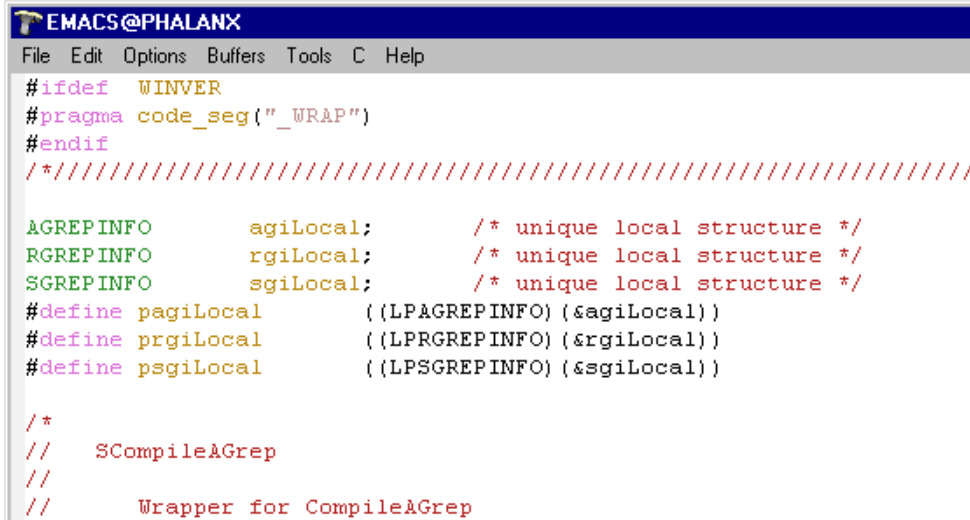 EMACS@PHALANX
File Edit Options Buffers Tools C Help
#ifdef  WINVER
#pragma code_seg("_WRAP")
#endif
/*////////////////////////////////////////////////////////////////////

AGREPINFO       agiLocal;       /* unique local structure */
RGREPINFO       rgiLocal;       /* unique local structure */
SGREPINFO       sgiLocal;       /* unique local structure */
#define pagiLocal       ((LPAGREPINFO)(&agiLocal))
#define prgiLocal       ((LPRGREPINFO)(&rgiLocal))
#define psgiLocal       ((LPSGREPINFO)(&sgiLocal))

/*
//   SCompileAGrep
//
//       Wrapper for CompileAGrep